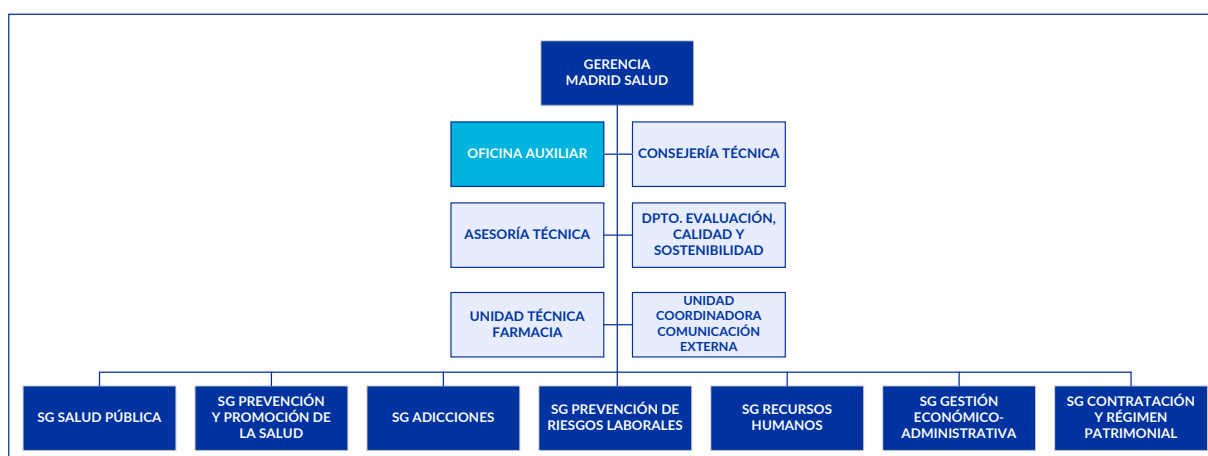 GERENCIA
MADRID SALUD
OFICINA AUXILIAR
CONSEJERÍA TÉCNICA
ASESORÍA TÉCNICA
DPTO. EVALUACIÓN,
CALIDAD Y
SOSTENIBILIDAD
UNIDAD TÉCNICA
FARMACIA
UNIDAD
COORDINADORA
COMUNICACIÓN
EXTERNA
SG SALUD PÚBLICA
SG PREVENCIÓN
Y PROMOCIÓN DE
LA SALUD
SG ADICCIONES
SG PREVENCIÓN DE
RIESGOS LABORALES
SG RECURSOS
HUMANOS
SG GESTIÓN
ECONÓMICO-
ADMINISTRATIVA
SG CONTRATACIÓN
Y RÉGIMEN
PATRIMONIAL